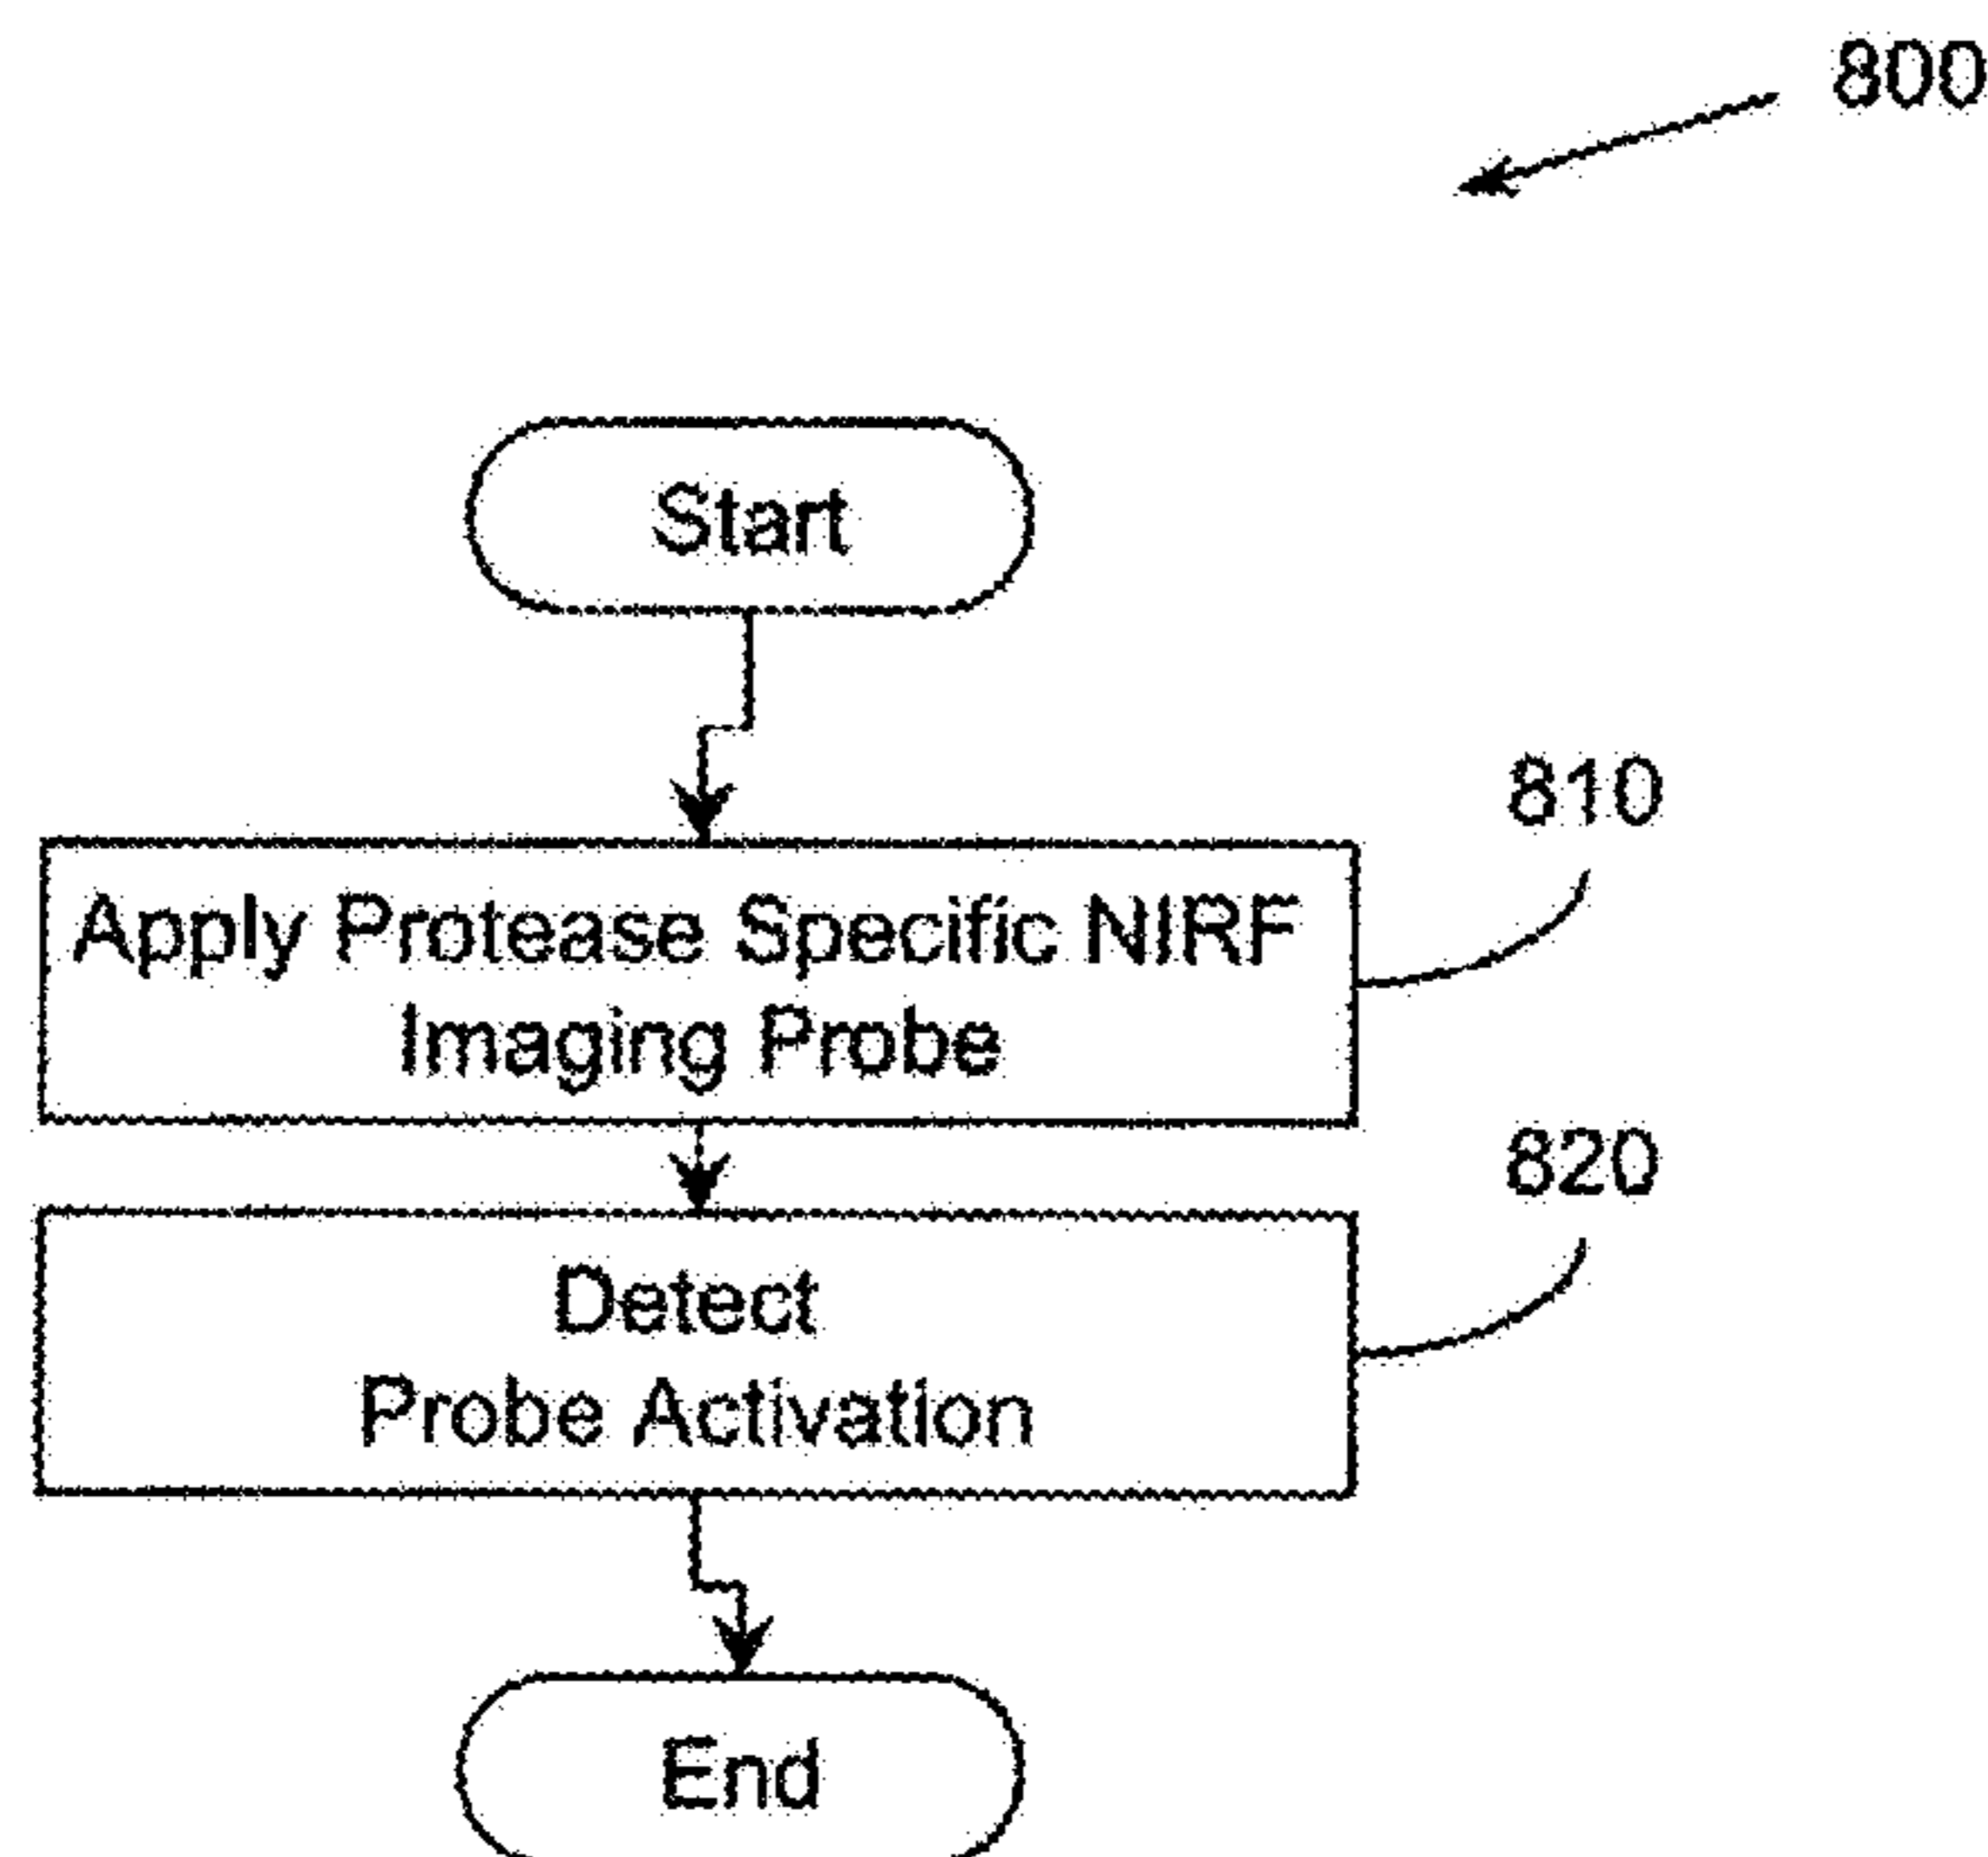 800
Start
810
Apply Protease Specific NIRF
Imaging Probe
820
Detect
Probe Activation
End